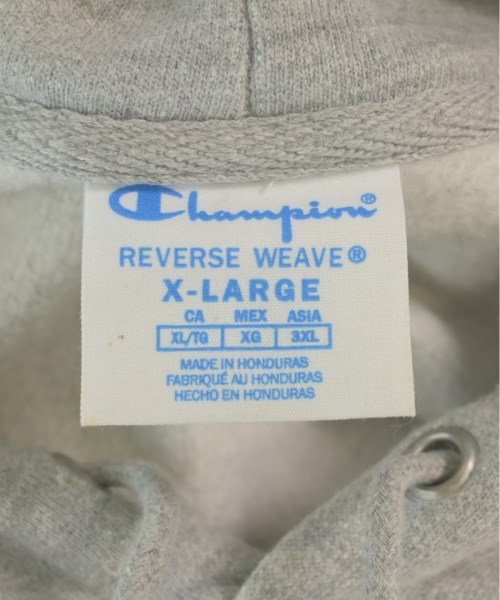 Champion®
REVERSE WEAVE®
X-LARGE
CA MEX ASIA
XL/TG XG 3XL
MADE IN HONDURAS
FABRIQUÉ AU HONDURAS
HECHO EN HONDURAS